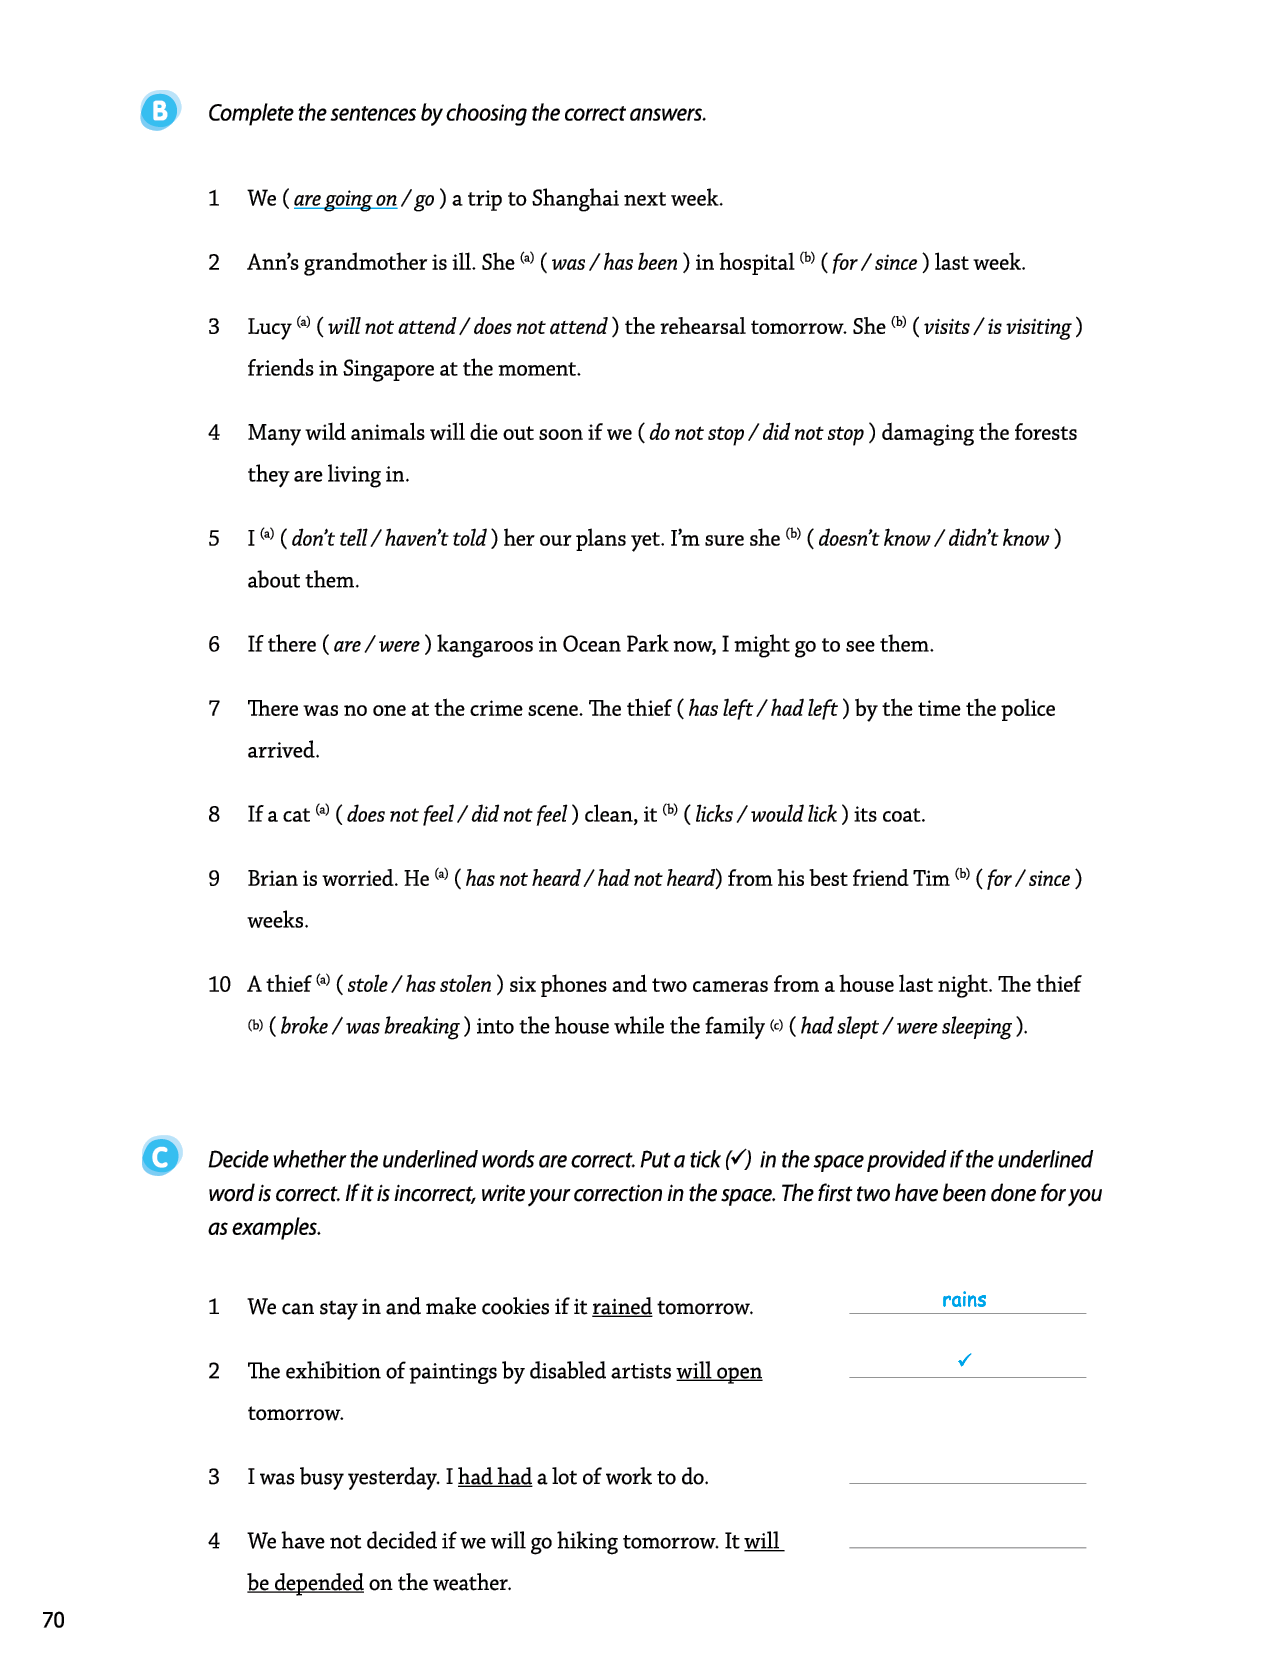 B Complete the sentences by choosing the correct answers.
1 We ( are going on / go ) a trip to Shanghai next week.
2 Ann’s grandmother is ill. She (a) ( was / has been ) in hospital (b) ( for / since ) last week.
3 Lucy (a) ( will not attend / does not attend ) the rehearsal tomorrow. She (b) ( visits / is visiting )
friends in Singapore at the moment.
4 Many wild animals will die out soon if we ( do not stop / did not stop ) damaging the forests
they are living in.
5 I (a) ( don’t tell / haven’t told ) her our plans yet. I’m sure she (b) ( doesn’t know / didn’t know )
about them.
6 If there ( are / were ) kangaroos in Ocean Park now, I might go to see them.
7 There was no one at the crime scene. The thief ( has left / had left ) by the time the police
arrived.
8 If a cat (a) ( does not feel / did not feel ) clean, it (b) ( licks / would lick ) its coat.
9 Brian is worried. He (a) ( has not heard / had not heard) from his best friend Tim (b) ( for / since )
weeks.
10 A thief (a) ( stole / has stolen ) six phones and two cameras from a house last night. The thief
(b) ( broke / was breaking ) into the house while the family (c) ( had slept / were sleeping ).
C Decide whether the underlined words are correct. Put a tick (✓) in the space provided if the underlined
word is correct. If it is incorrect, write your correction in the space. The first two have been done for you
as examples.
1 We can stay in and make cookies if it rained tomorrow. rains
2 The exhibition of paintings by disabled artists will open ✓
tomorrow.
3 I was busy yesterday. I had had a lot of work to do.
4 We have not decided if we will go hiking tomorrow. It will
be depended on the weather.
70